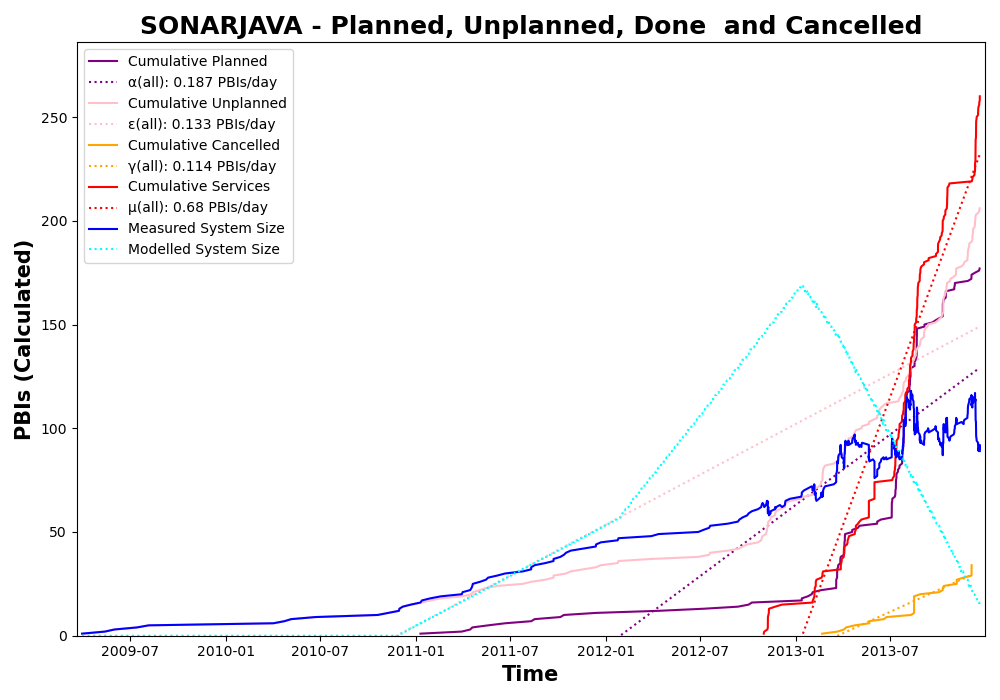 SONARJAVA - Planned, Unplanned, Done  and Cancelled
Cumulative Planned
α(all): 0.187 PBIs/day
Cumulative Unplanned
ε(all): 0.133 PBIs/day
Cumulative Cancelled
γ(all): 0.114 PBIs/day
Cumulative Services
μ(all): 0.68 PBIs/day
Measured System Size
Modelled System Size
PBIs (Calculated)
250
200
150
100
50
0
2009-07 2010-01 2010-07 2011-01 2011-07 2012-01 2012-07 2013-01 2013-07
Time